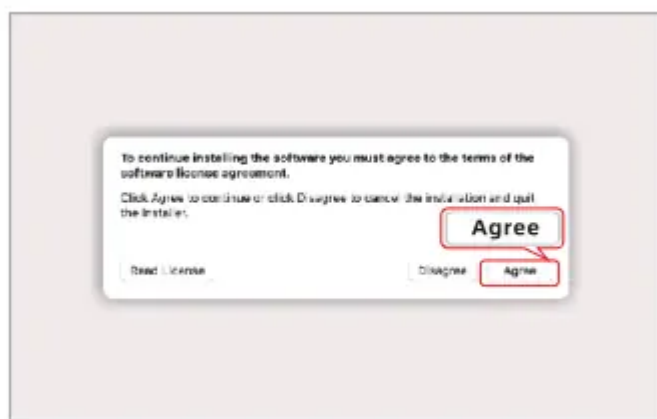 To continue installing the software you must agree to the terms of the
software license agreement.
Click Agree to continue or click Disagree to cancel the installation and quit
the Installer.
Agree
Read License
Disagree
Agree